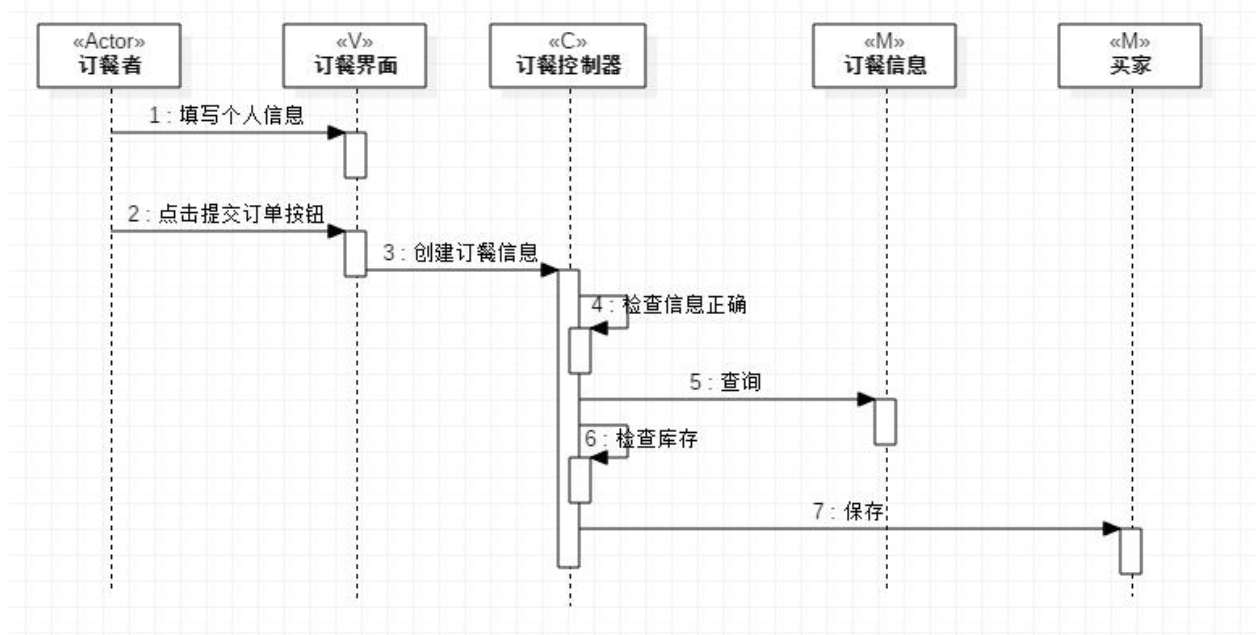 «Actor»
订餐者
«V»
订餐界面
«C»
订餐控制器
«M»
订餐信息
«M»
买家
1 : 填写个人信息
2 : 点击提交订单按钮
3 : 创建订餐信息
4 : 检查信息正确
5 : 查询
6 : 检查库存
7 : 保存